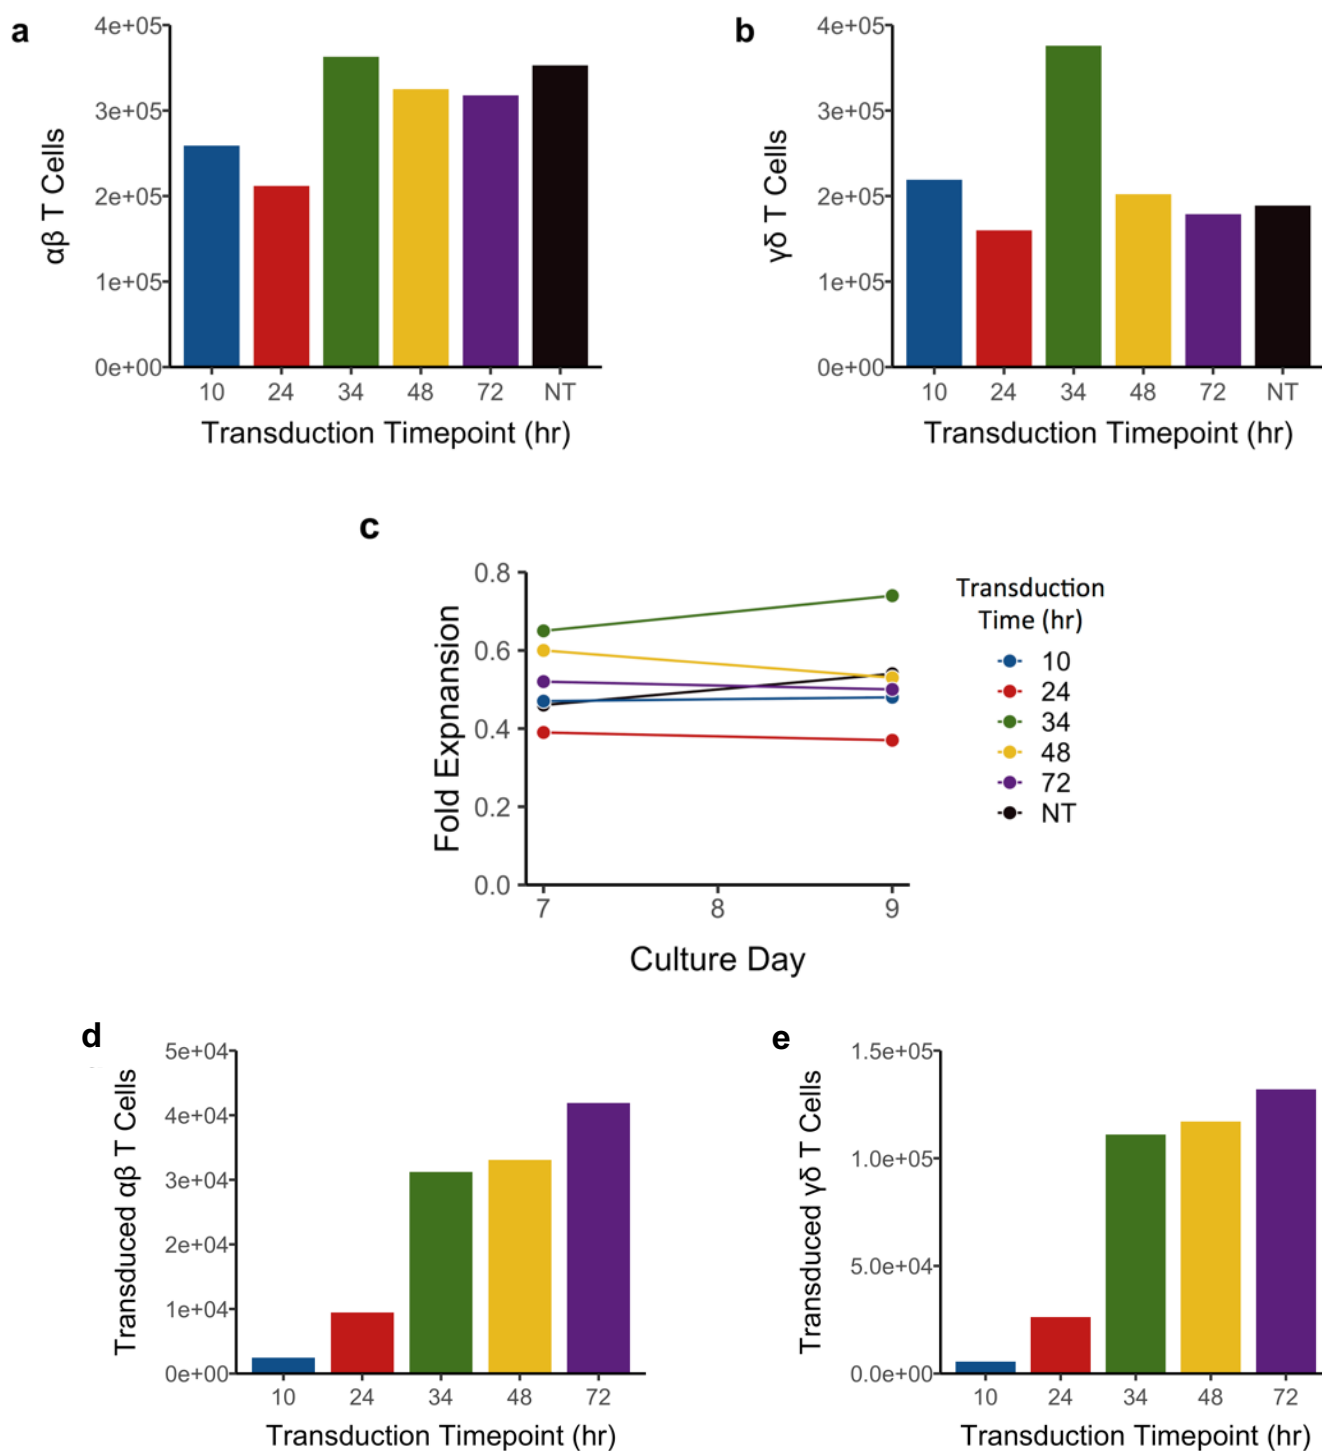 a
4e+05
3e+05
2e+05
1e+05
0e+00
αβ T Cells
10 24 34 48 72 NT
Transduction Timepoint (hr)
b
4e+05
3e+05
2e+05
1e+05
0e+00
γδ T Cells
10 24 34 48 72 NT
Transduction Timepoint (hr)
c
0.8
0.6
0.4
0.2
0.0
Fold Expnansion
7 8 9
Culture Day
Transduction
Time (hr)
10
24
34
48
72
NT
d
5e+04
4e+04
3e+04
2e+04
1e+04
0e+00
Transduced αβ T Cells
10 24 34 48 72
Transduction Timepoint (hr)
e
1.5e+05
1.0e+05
5.0e+04
0.0e+00
Transduced γδ T Cells
10 24 34 48 72
Transduction Timepoint (hr)